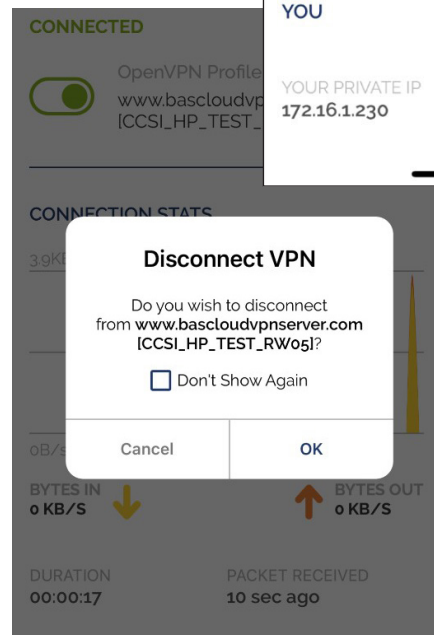 YOU
YOUR PRIVATE IP
172.16.1.230
CONNECTED
OpenVPN Profile
www.bascloudvp
[CCSI_HP_TEST_
CONNECTION STATS
3.9K
Disconnect VPN
Do you wish to disconnect
from www.bascloudvpnserver.com
[CCSI_HP_TEST_RW05]?
Don't Show Again
Cancel
OK
0B/s
BYTES IN
0 KB/S
BYTES OUT
0 KB/S
DURATION
00:00:17
PACKET RECEIVED
10 sec ago